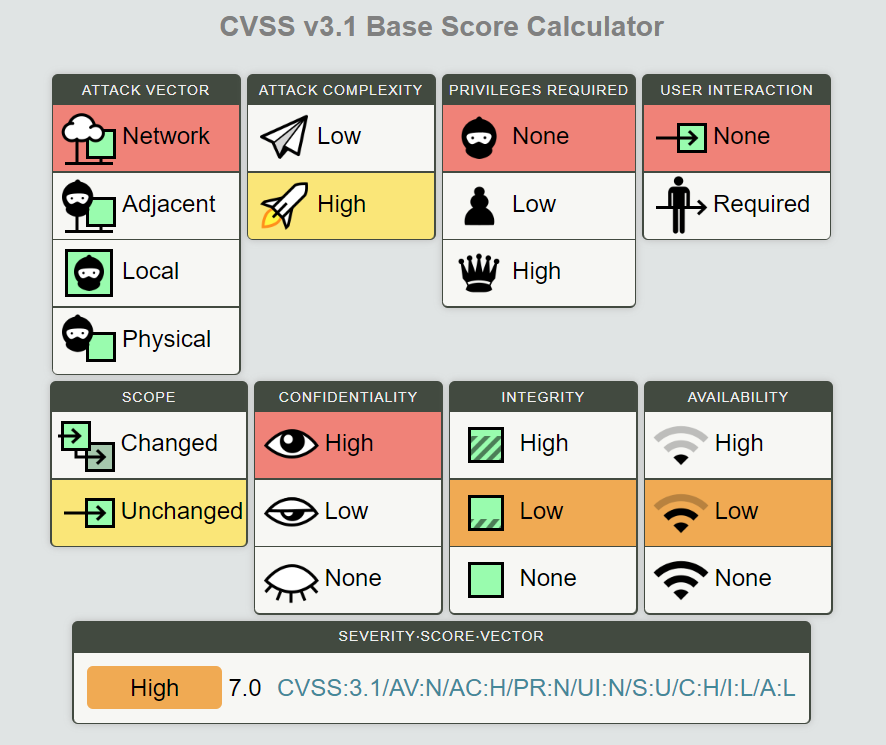 CVSS v3.1 Base Score Calculator
ATTACK VECTOR
Network
Adjacent
Local
Physical
ATTACK COMPLEXITY
Low
High
PRIVILEGES REQUIRED
None
Low
High
USER INTERACTION
None
Required
SCOPE
Changed
Unchanged
CONFIDENTIALITY
High
Low
None
INTEGRITY
High
Low
None
AVAILABILITY
High
Low
None
SEVERITY·SCORE·VECTOR
High 7.0 CVSS:3.1/AV:N/AC:H/PR:N/UI:N/S:U/C:H/I:L/A:L